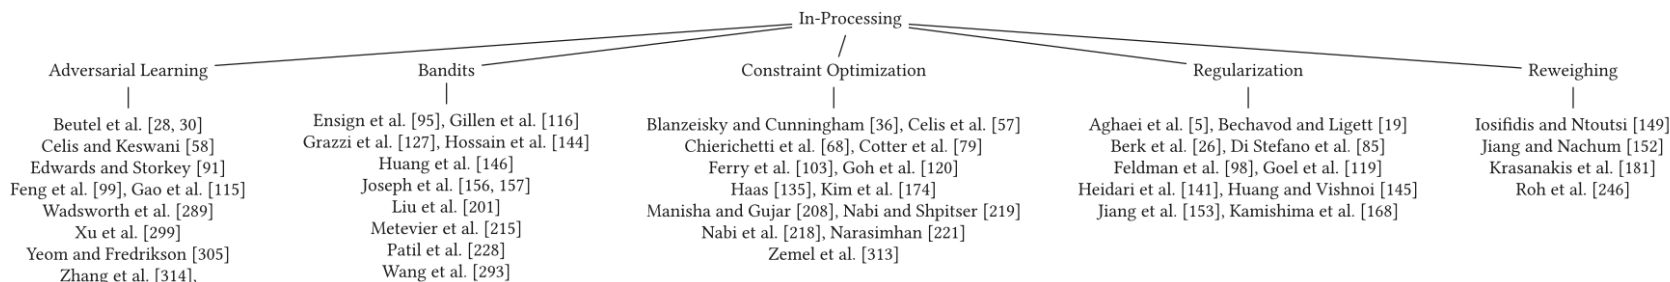 In-Processing
Adversarial Learning
Beutel et al. [28, 30]
Celis and Keswani [58]
Edwards and Storkey [91]
Feng et al. [99], Gao et al. [115]
Wadsworth et al. [289]
Xu et al. [299]
Yeom and Fredrikson [305]
Zhang et al. [314],
Bandits
Ensign et al. [95], Gillen et al. [116]
Grazzi et al. [127], Hossain et al. [144]
Huang et al. [146]
Joseph et al. [156, 157]
Liu et al. [201]
Metevier et al. [215]
Patil et al. [228]
Wang et al. [293]
Constraint Optimization
Blanzeisky and Cunningham [36], Celis et al. [57]
Chierichetti et al. [68], Cotter et al. [79]
Ferry et al. [103], Goh et al. [120]
Haas [135], Kim et al. [174]
Manisha and Gujar [208], Nabi and Shpitser [219]
Nabi et al. [218], Narasimhan [221]
Zemel et al. [313]
Regularization
Aghaei et al. [5], Bechavod and Ligett [19]
Berk et al. [26], Di Stefano et al. [85]
Feldman et al. [98], Goel et al. [119]
Heidari et al. [141], Huang and Vishnoi [145]
Jiang et al. [153], Kamishima et al. [168]
Reweighing
Iosifidis and Ntoutsi [149]
Jiang and Nachum [152]
Krasanakis et al. [181]
Roh et al. [246]